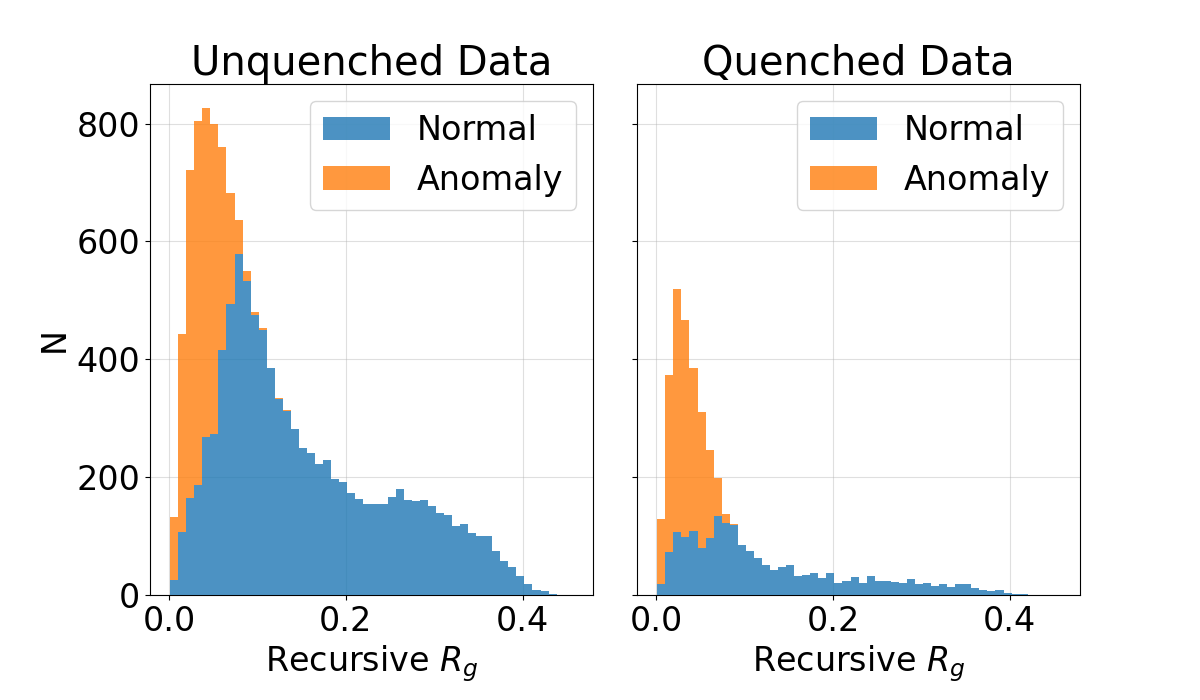 Unquenched Data
Quenched Data
Normal
Anomaly
Normal
Anomaly
N
800
600
400
200
0
0.0 0.2 0.4
0.0 0.2 0.4
Recursive $R_g$
Recursive $R_g$